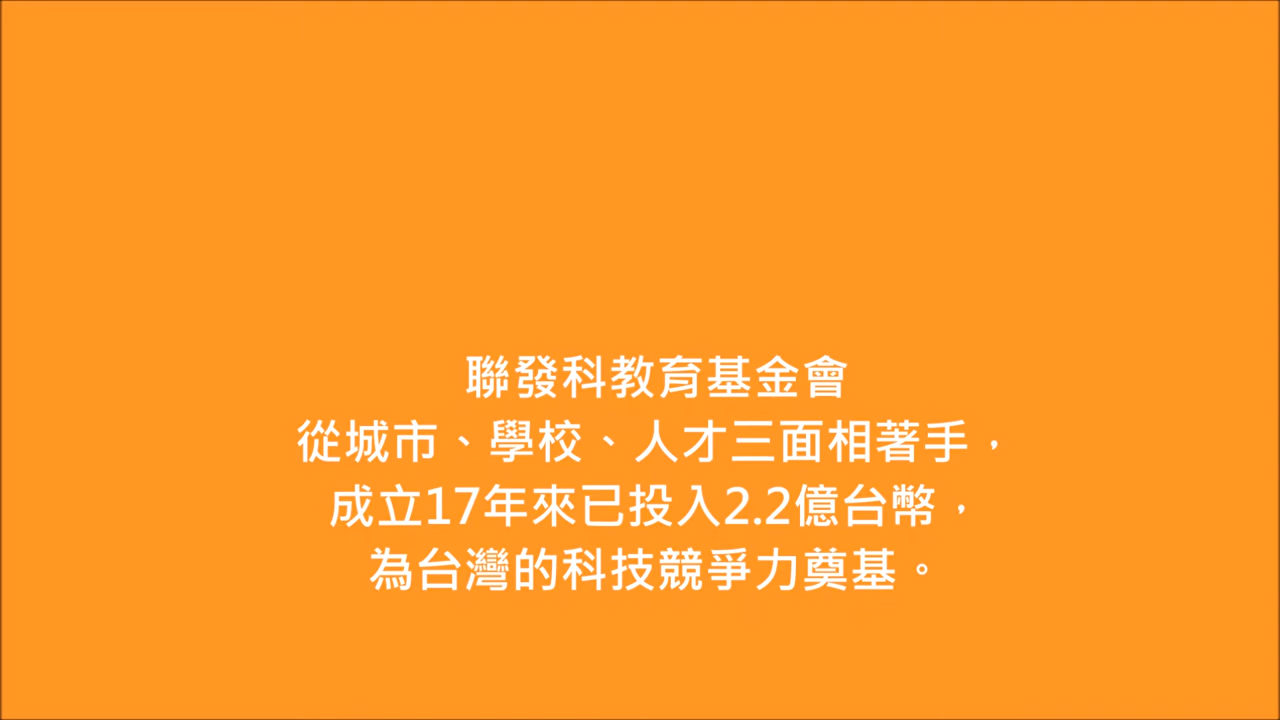 聯發科教育基金會
從城市、學校、人才三面相著手，
成立17年來已投入2.2億台幣，
為台灣的科技競爭力奠基。